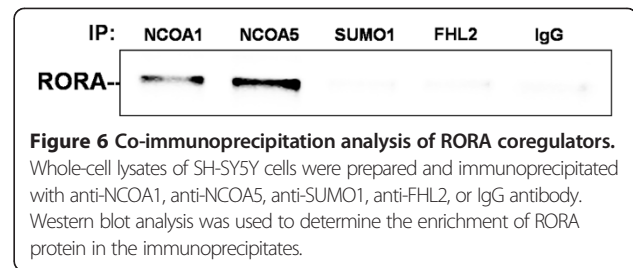 IP: NCOA1 NCOA5 SUMO1 FHL2 IgG
RORA--
Figure 6 Co-immunoprecipitation analysis of RORA coregulators.
Whole-cell lysates of SH-SY5Y cells were prepared and immunoprecipitated
with anti-NCOA1, anti-NCOA5, anti-SUMO1, anti-FHL2, or IgG antibody.
Western blot analysis was used to determine the enrichment of RORA
protein in the immunoprecipitates.